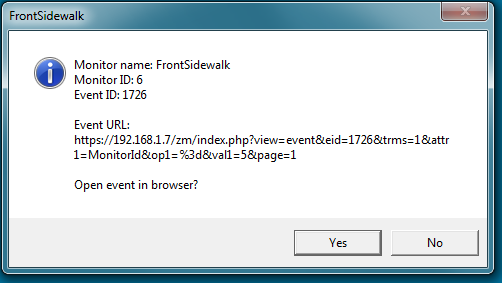 FrontSidewalk
Monitor name: FrontSidewalk
Monitor ID: 6
Event ID: 1726
Event URL:
https://192.168.1.7/zm/index.php?view=event&eid=1726&trms=1&attr
1=MonitorId&op1=%3d&val1=5&page=1
Open event in browser?
Yes
No